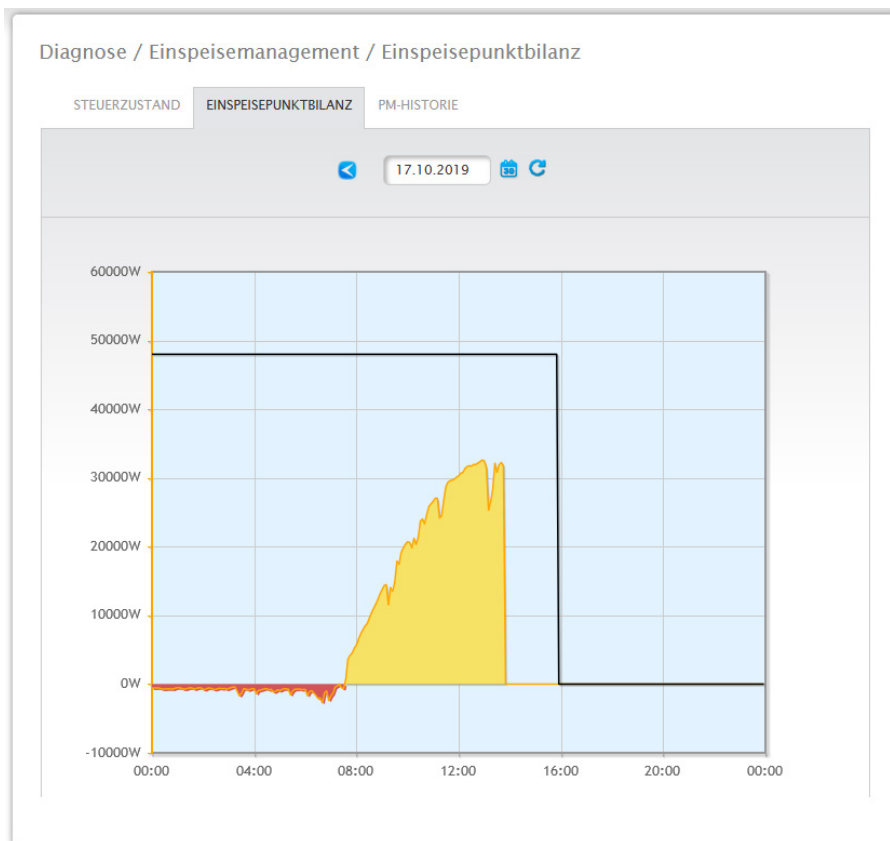 Diagnose / Einspeisemanagement / Einspeisepunktbilanz
STEUERZUSTAND EINSPEISEPUNKTBILANZ PM-HISTORIE
17.10.2019 30
60000W
50000W
40000W
30000W
20000W
10000W
0W
-10000W
00:00 04:00 08:00 12:00 16:00 20:00 00:00